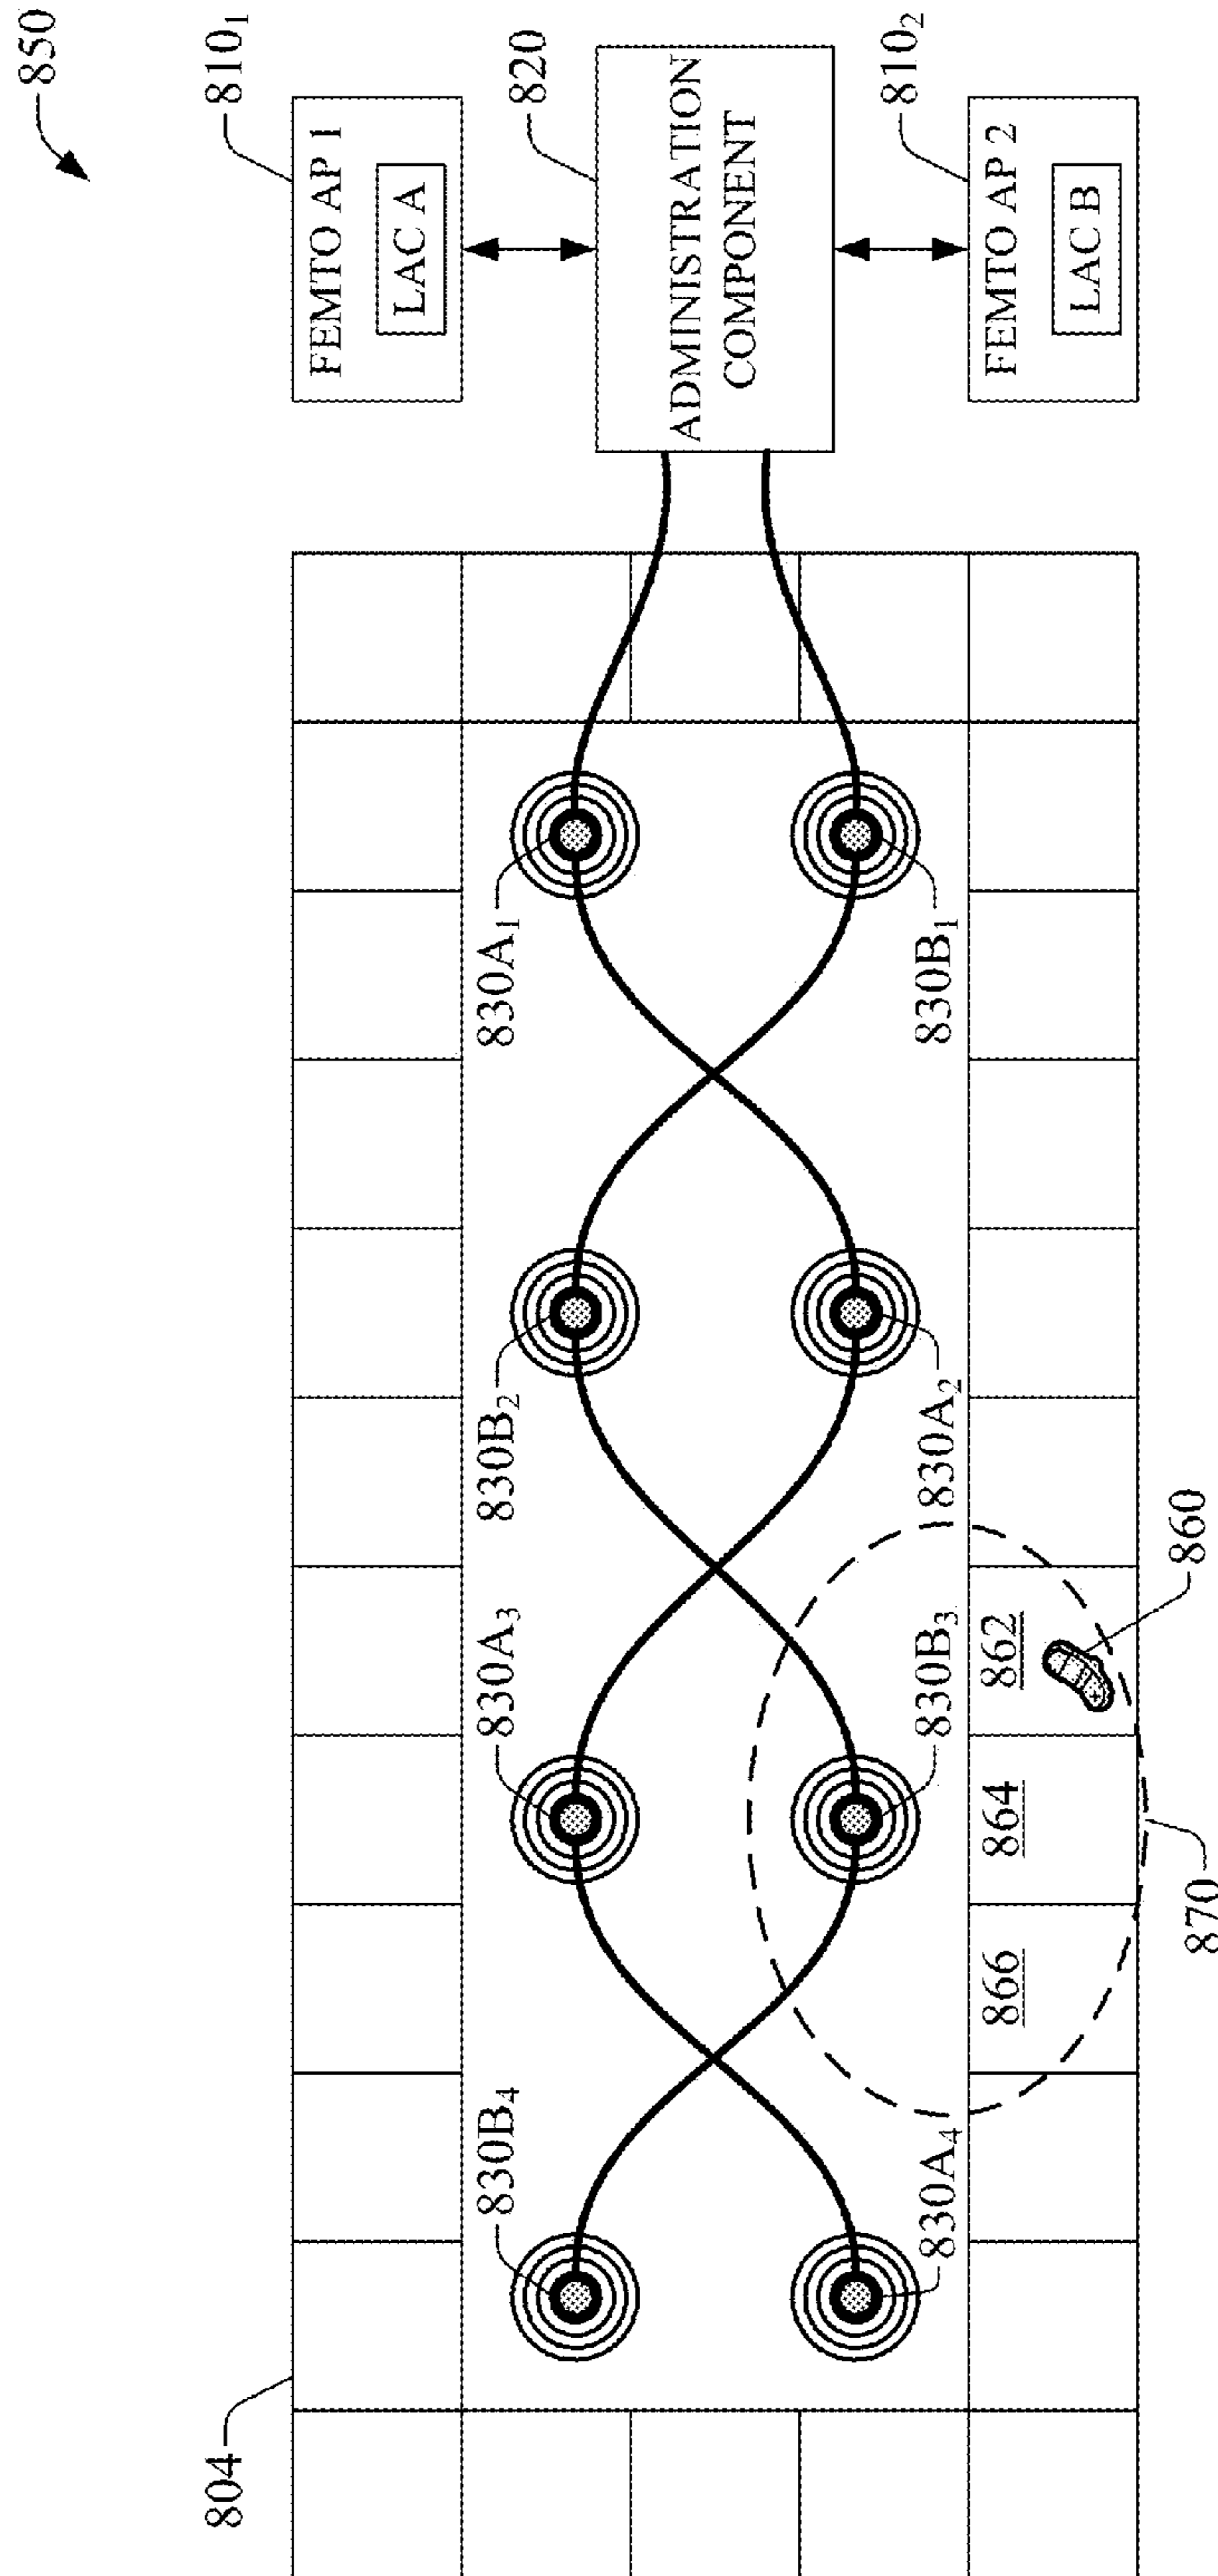 850
804
810₁
FEMTO AP 1
LAC A
830B₄
830A₃
830B₂
830A₁
820
ADMINISTRATION
COMPONENT
810₂
830A₄
830B₃
830A₂
830B₁
866
864
862
FEMTO AP 2
LAC B
860
870